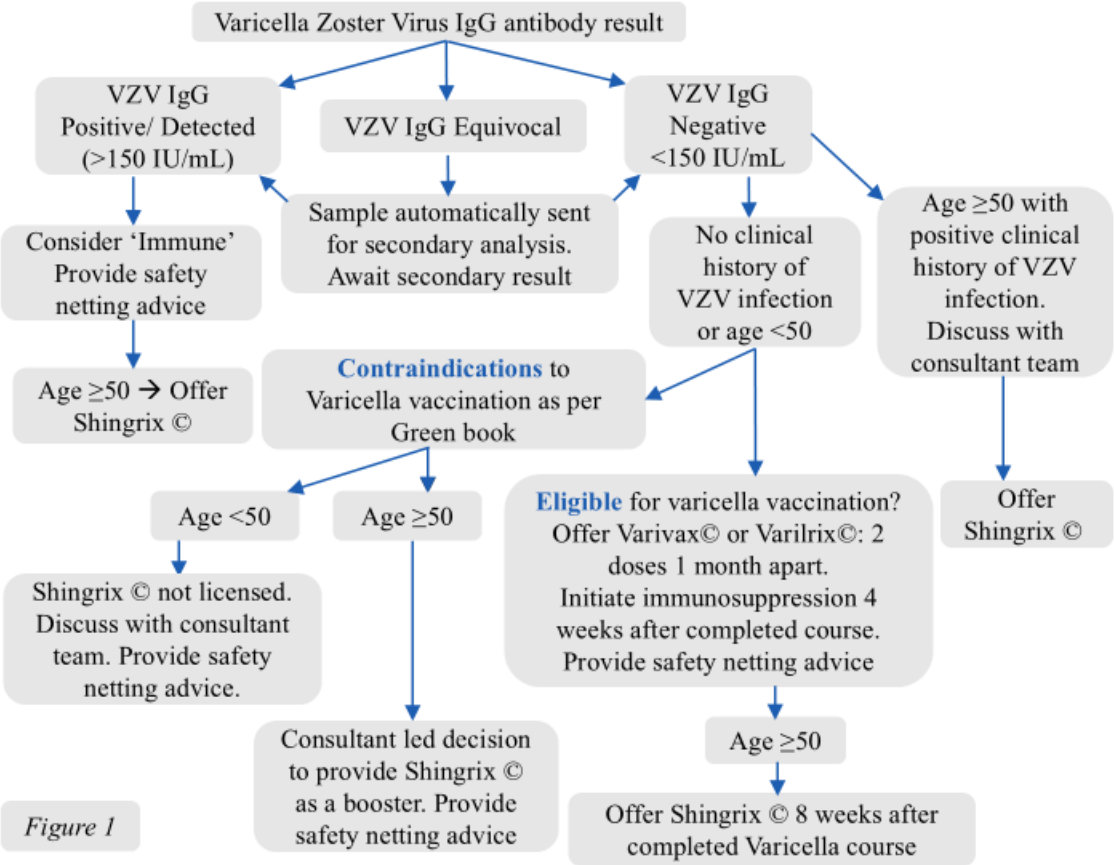 Varicella Zoster Virus IgG antibody result
VZV IgG
Positive/ Detected
(>150 IU/mL)
VZV IgG Equivocal
VZV IgG
Negative
<150 IU/mL
Consider ‘Immune’
Provide safety
netting advice
Sample automatically sent
for secondary analysis.
Await secondary result
No clinical
history of
VZV infection
or age <50
Age ≥50 with
positive clinical
history of VZV
infection.
Discuss with
consultant team
Age ≥50 → Offer
Shingrix ©
Contraindications to
Varicella vaccination as per
Green book
Age <50
Age ≥50
Eligible for varicella vaccination?
Offer Varivax© or Varilrix©: 2
doses 1 month apart.
Initiate immunosuppression 4
weeks after completed course.
Provide safety netting advice
Offer
Shingrix ©
Shingrix © not licensed.
Discuss with consultant
team. Provide safety
netting advice.
Consultant led decision
to provide Shingrix ©
as a booster. Provide
safety netting advice
Age ≥50
Offer Shingrix © 8 weeks after
completed Varicella course
Figure 1